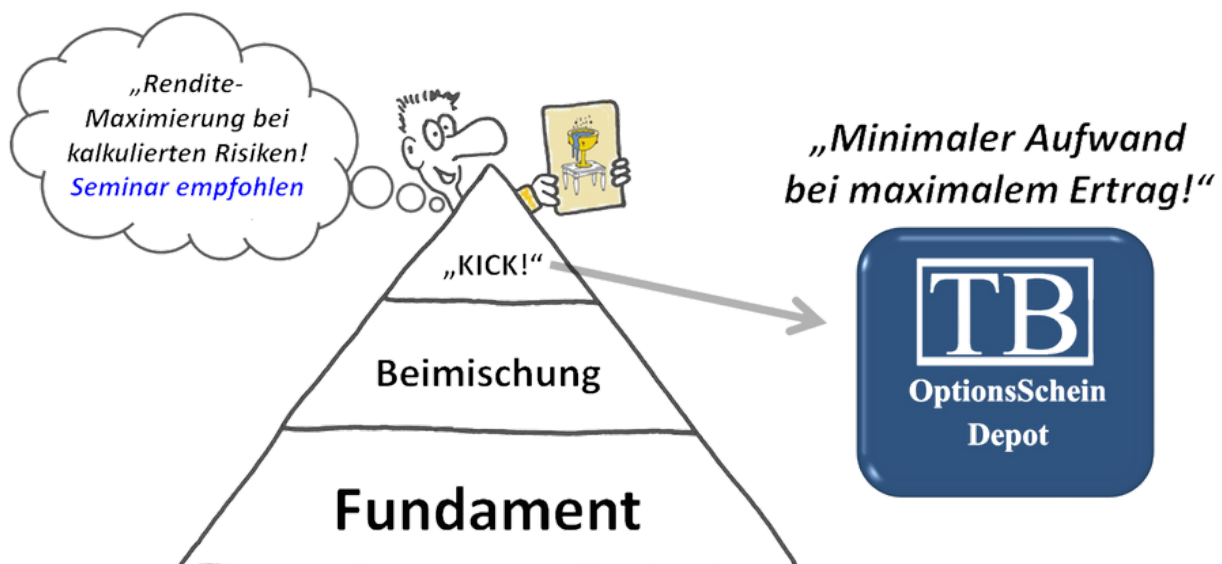 „Rendite-
Maximierung bei
kalkulierten Risiken!
Seminar empfohlen
„Minimaler Aufwand
bei maximalem Ertrag!“
„KICK!“
TB
OptionsSchein
Depot
Beimischung
Fundament